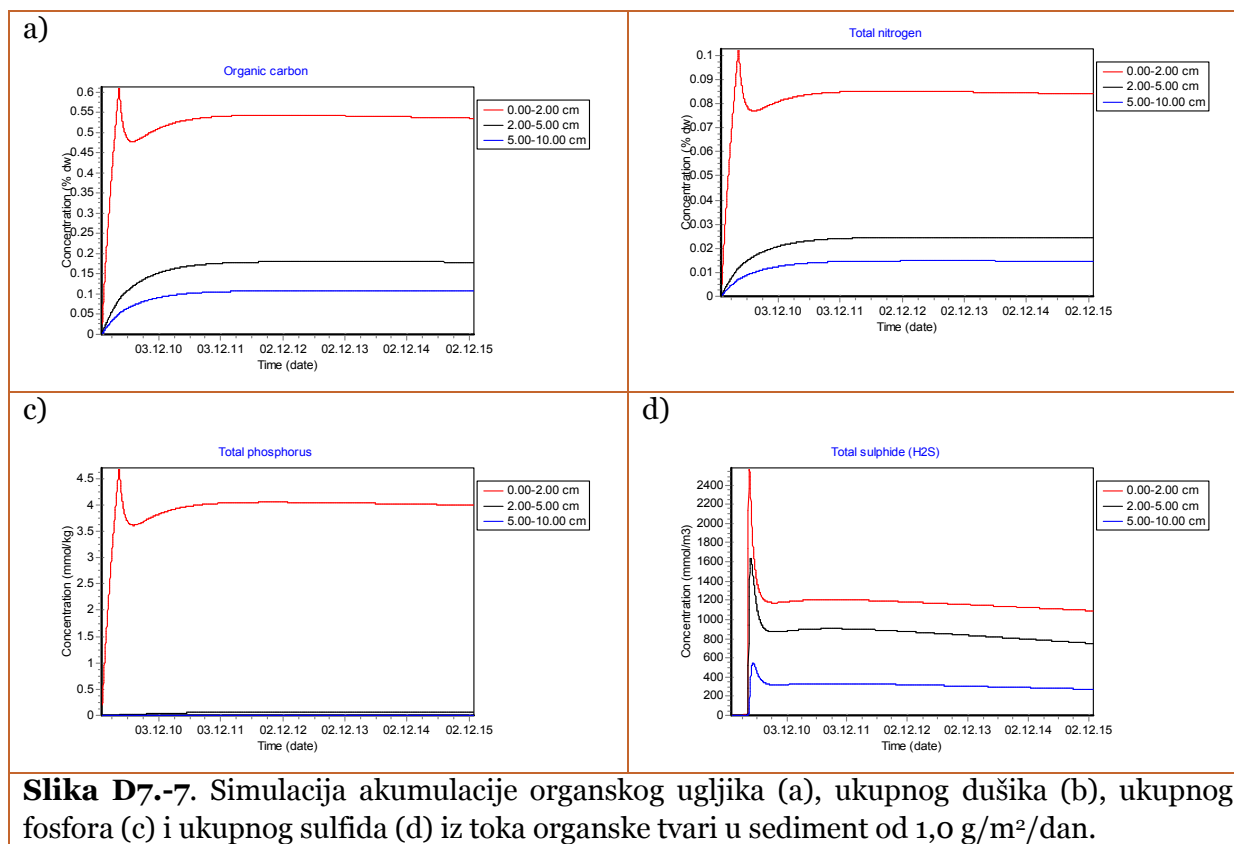 a)
Organic carbon
Concentration (% dw)
0.6
0.55
0.5
0.45
0.4
0.35
0.3
0.25
0.2
0.15
0.1
0.05
0
03.12.10 03.12.11 02.12.12 02.12.13 02.12.14 02.12.15
Time (date)
0.00-2.00 cm
2.00-5.00 cm
5.00-10.00 cm
Total nitrogen
Concentration (% dw)
0.1
0.09
0.08
0.07
0.06
0.05
0.04
0.03
0.02
0.01
0
03.12.10 03.12.11 02.12.12 02.12.13 02.12.14 02.12.15
Time (date)
0.00-2.00 cm
2.00-5.00 cm
5.00-10.00 cm
c)
Total phosphorus
Concentration (mmol/kg)
4.5
4
3.5
3
2.5
2
1.5
1
0.5
0
03.12.10 03.12.11 02.12.12 02.12.13 02.12.14 02.12.15
Time (date)
0.00-2.00 cm
2.00-5.00 cm
5.00-10.00 cm
d)
Total sulphide (H2S)
Concentration (mmol/m3)
2400
2200
2000
1800
1600
1400
1200
1000
800
600
400
200
0
03.12.10 03.12.11 02.12.12 02.12.13 02.12.14 02.12.15
Time (date)
0.00-2.00 cm
2.00-5.00 cm
5.00-10.00 cm
Slika D7.-7. Simulacija akumulacije organskog ugljika (a), ukupnog dušika (b), ukupnog
fosfora (c) i ukupnog sulfida (d) iz toka organske tvari u sediment od 1,0 g/m²/dan.